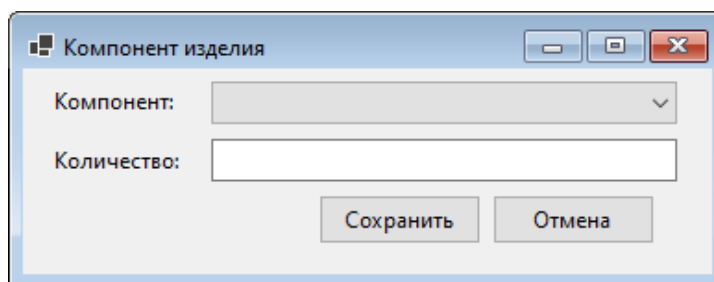 Компонент изделия
Компонент:
Количество:
Сохранить Отмена